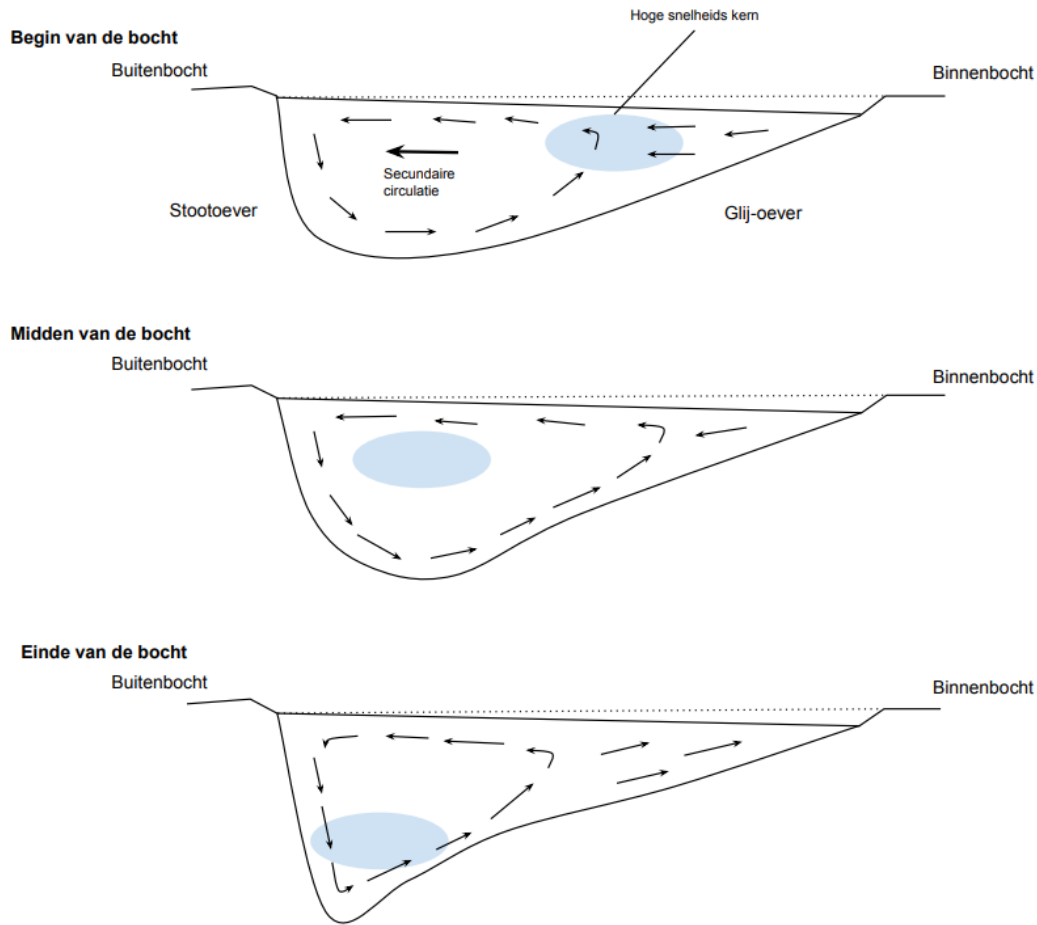 Hoge snelheids kern
Begin van de bocht
Buitenbocht
Binnenbocht
Secundaire
circulatie
Stootoever
Glij-oever
Midden van de bocht
Buitenbocht
Binnenbocht
Einde van de bocht
Buitenbocht
Binnenbocht